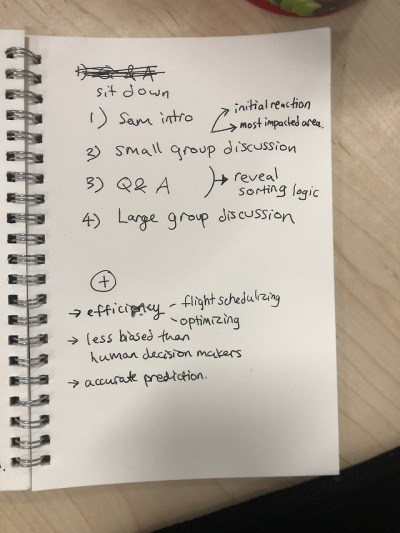 1) Q & A
sit down
1) Sam intro
initial reaction
most impacted area.
2) small group discussion
3) Q & A
reveal
sorting logic
4) Large group discussion
+
→ efficiency - flight schedulizing
- optimizing
→ less biased than
human decision makers
→ accurate prediction.